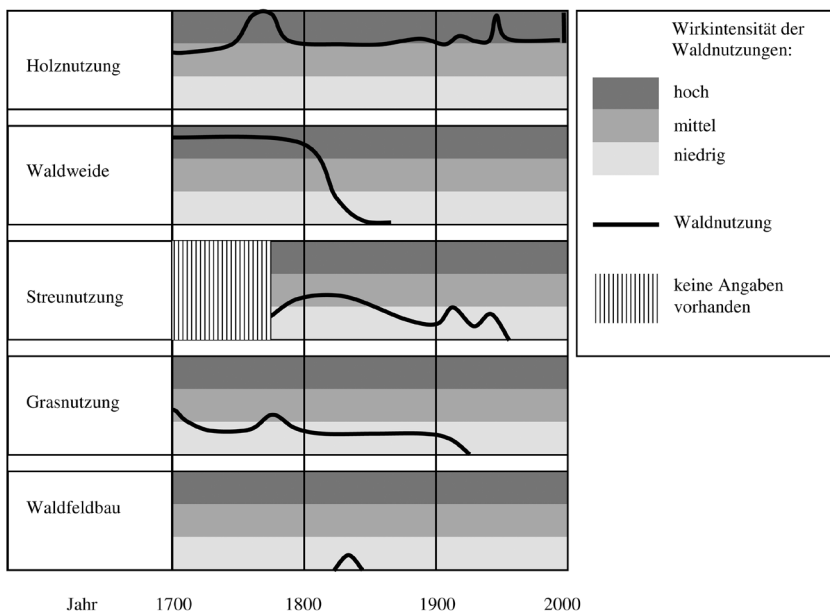 Holznutzung
Waldweide
Streunutzung
Grasnutzung
Waldfeldbau
Jahr 1700 1800 1900 2000
Wirkintensität der
Waldnutzungen:
hoch
mittel
niedrig
Waldnutzung
keine Angaben
vorhanden